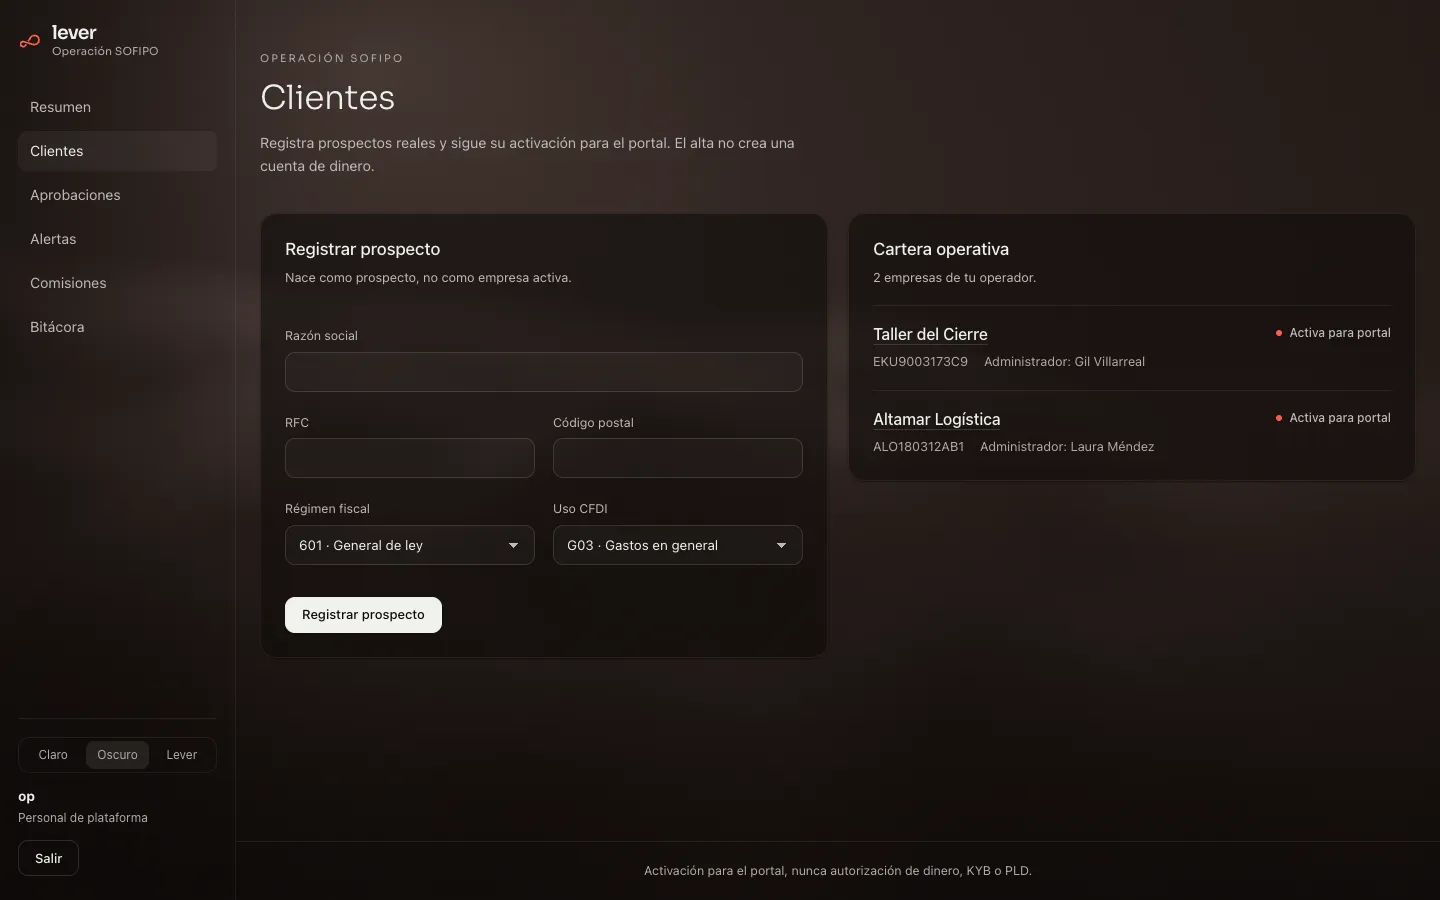 lever
Operación SOFIPO
Resumen
Clientes
Aprobaciones
Alertas
Comisiones
Bitácora
Claro Oscuro Lever
op
Personal de plataforma
Salir
OPERACIÓN SOFIPO
Clientes
Registra prospectos reales y sigue su activación para el portal. El alta no crea una
cuenta de dinero.
Registrar prospecto
Nace como prospecto, no como empresa activa.
Razón social
RFC Código postal
Régimen fiscal Uso CFDI
601 · General de ley G03 · Gastos en general
Registrar prospecto
Cartera operativa
2 empresas de tu operador.
Taller del Cierre Activa para portal
EKU9003173C9 Administrador: Gil Villarreal
Altamar Logística Activa para portal
ALO180312AB1 Administrador: Laura Méndez
Activación para el portal, nunca autorización de dinero, KYB o PLD.